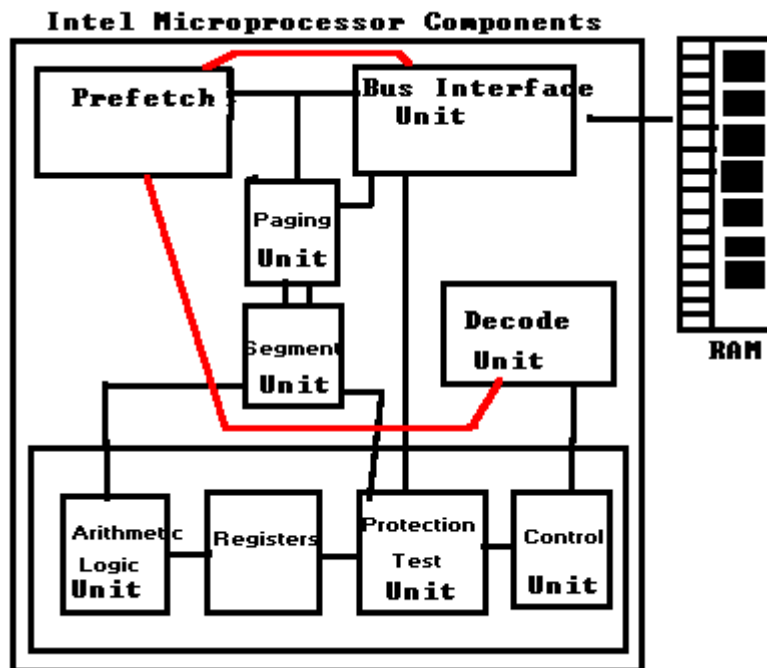 Intel Microprocessor Components
Prefetch
Bus Interface
Unit
Paging
Unit
Segment
Unit
Decode
Unit
RAM
Arithmetic
Logic
Unit
Registers
Protection
Test
Unit
Control
Unit